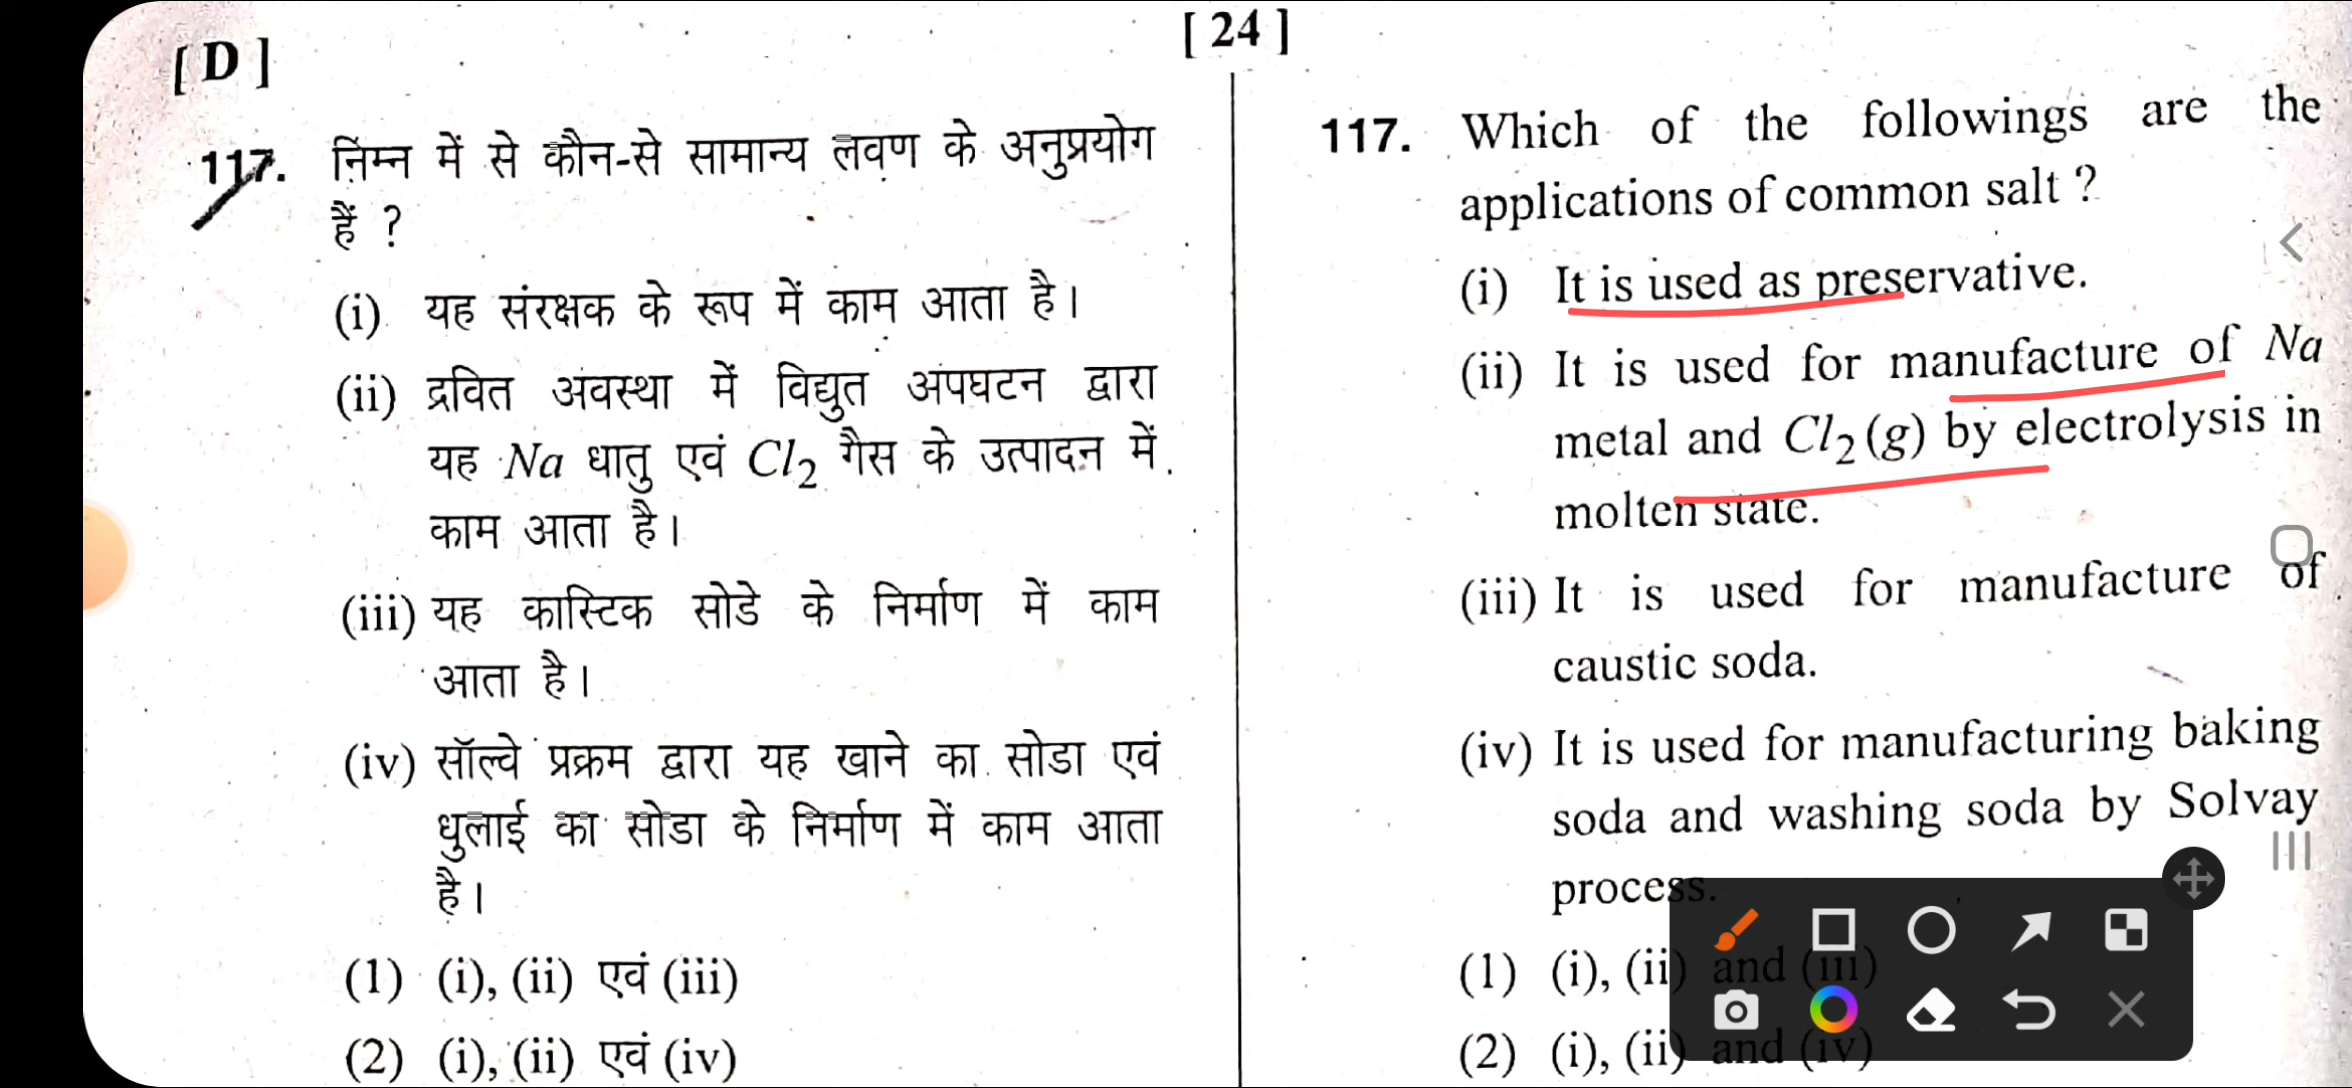 [ D ]
[ 24 ]
117. निम्न में से कौन-से सामान्य लवण के अनुप्रयोग
हैं ?
(i) यह संरक्षक के रूप में काम आता है।
(ii) द्रवित अवस्था में विद्युत अपघटन द्वारा
यह Na धातु एवं Cl₂ गैस के उत्पादन में
काम आता है।
(iii) यह कास्टिक सोडे के निर्माण में काम
आता है।
(iv) सॉल्वे प्रक्रम द्वारा यह खाने का सोडा एवं
धुलाई का सोडा के निर्माण में काम आता
है।
(1) (i), (ii) एवं (iii)
(2) (i), (ii) एवं (iv)
117. Which of the followings are the
applications of common salt ?
(i) It is used as preservative.
(ii) It is used for manufacture of Na
metal and Cl₂(g) by electrolysis in
molten state.
(iii) It is used for manufacture of
caustic soda.
(iv) It is used for manufacturing baking
soda and washing soda by Solvay
process.
(1) (i), (ii) and (iii)
(2) (i), (ii) and (iv)